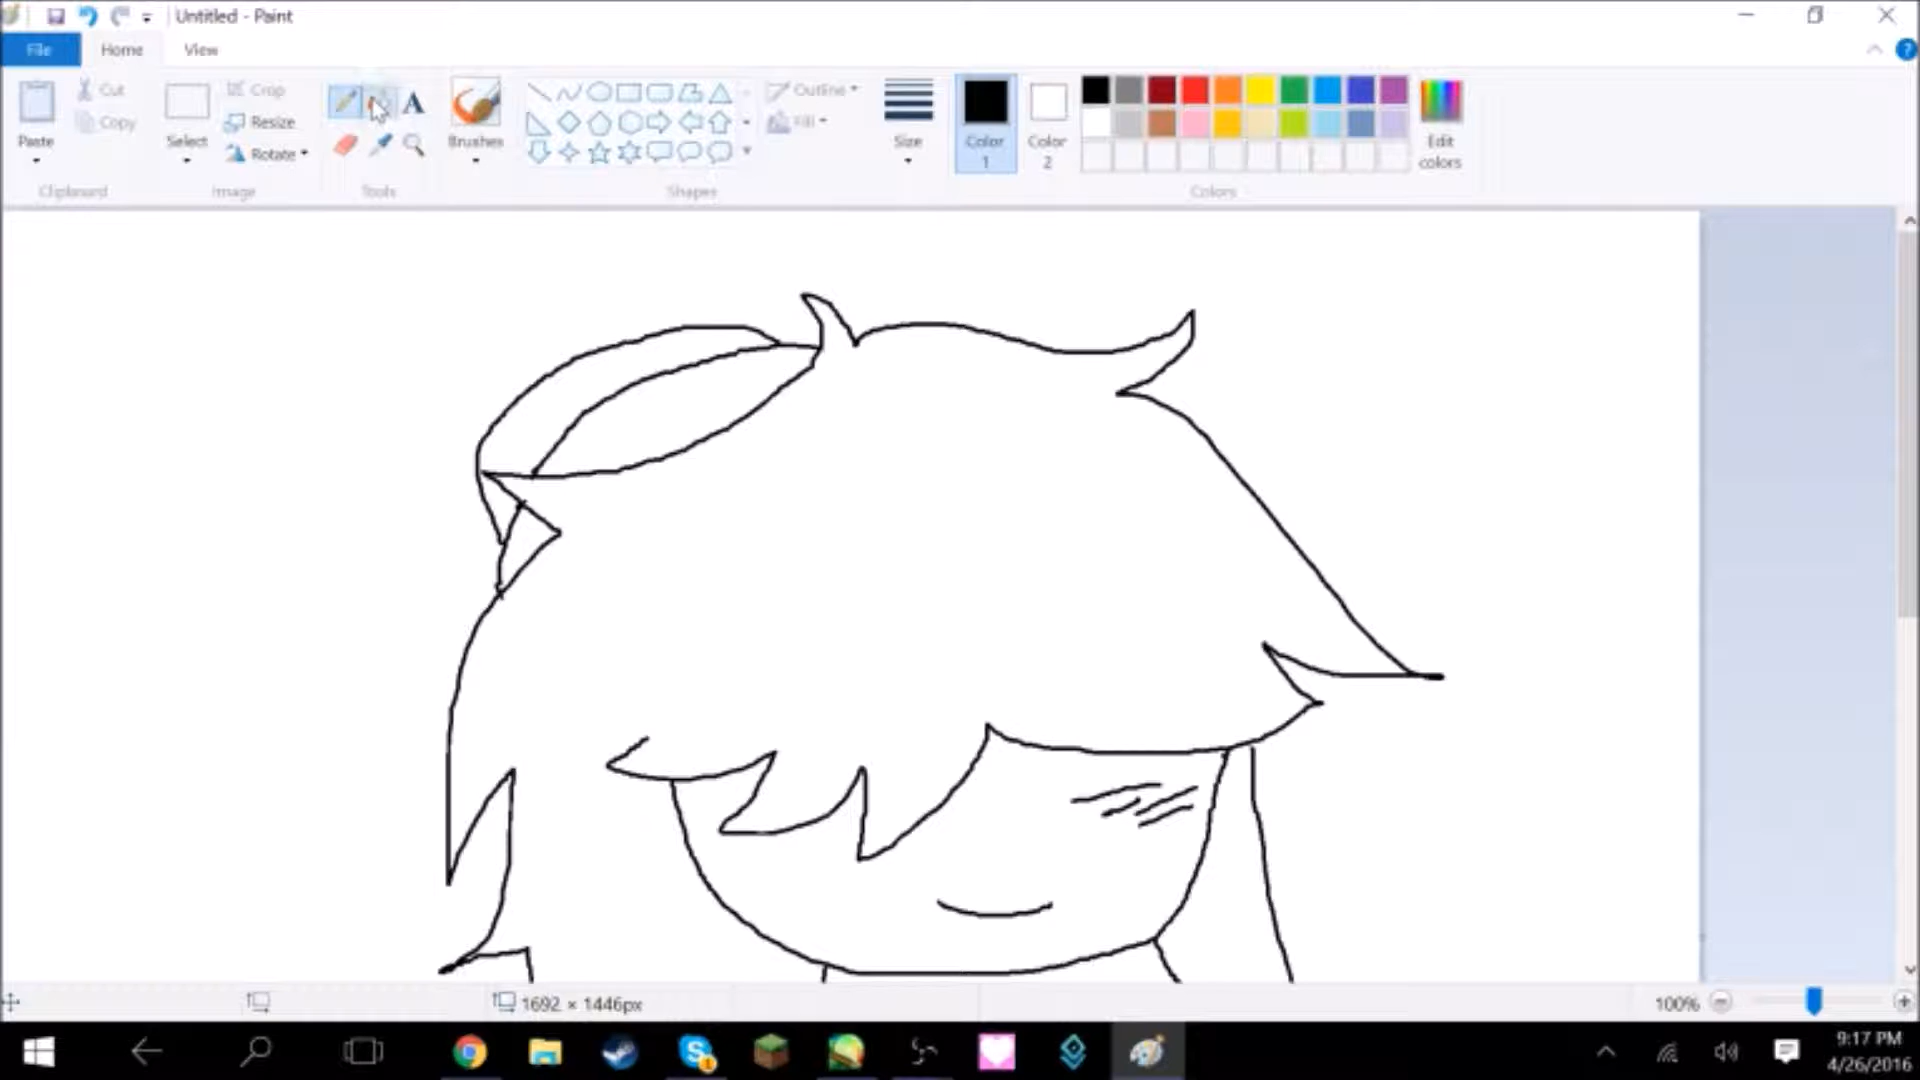 Untitled - Paint
File Home View
Cut
Copy
Paste
Clipboard
Crop
Resize
Rotate
Select
Image
A
Tools
Brushes
Shapes
Outline
Fill
Size
Color
1
Color
2
Edit
colors
Colors
1692 × 1446px
100%
9:17 PM
4/26/2016